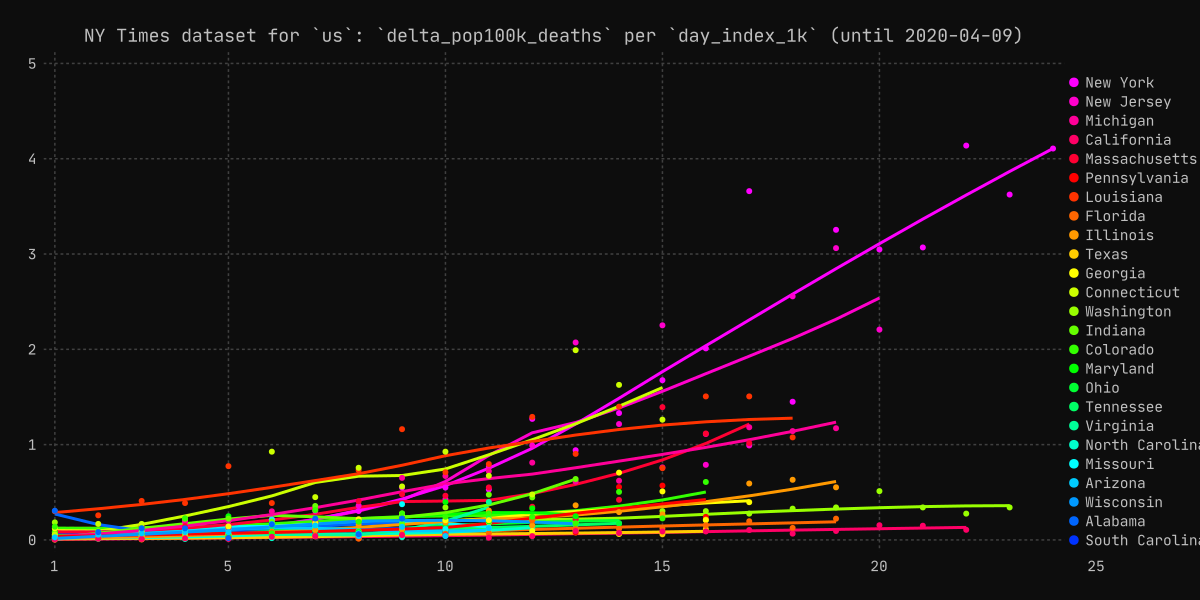 NY Times dataset for `us`: `delta_pop100k_deaths` per `day_index_1k` (until 2020-04-09)
5
4
3
2
1
0
1 5 10 15 20 25
New York
New Jersey
Michigan
California
Massachusetts
Pennsylvania
Louisiana
Florida
Illinois
Texas
Georgia
Connecticut
Washington
Indiana
Colorado
Maryland
Ohio
Tennessee
Virginia
North Carolina
Missouri
Arizona
Wisconsin
Alabama
South Carolina